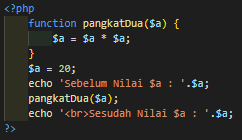 <?php
function pangkatDua($a) {
$a = $a * $a;
}
$a = 20;
echo 'Sebelum Nilai $a : '.$a;
pangkatDua($a);
echo '<br>Sesudah Nilai $a : '.$a;
?>